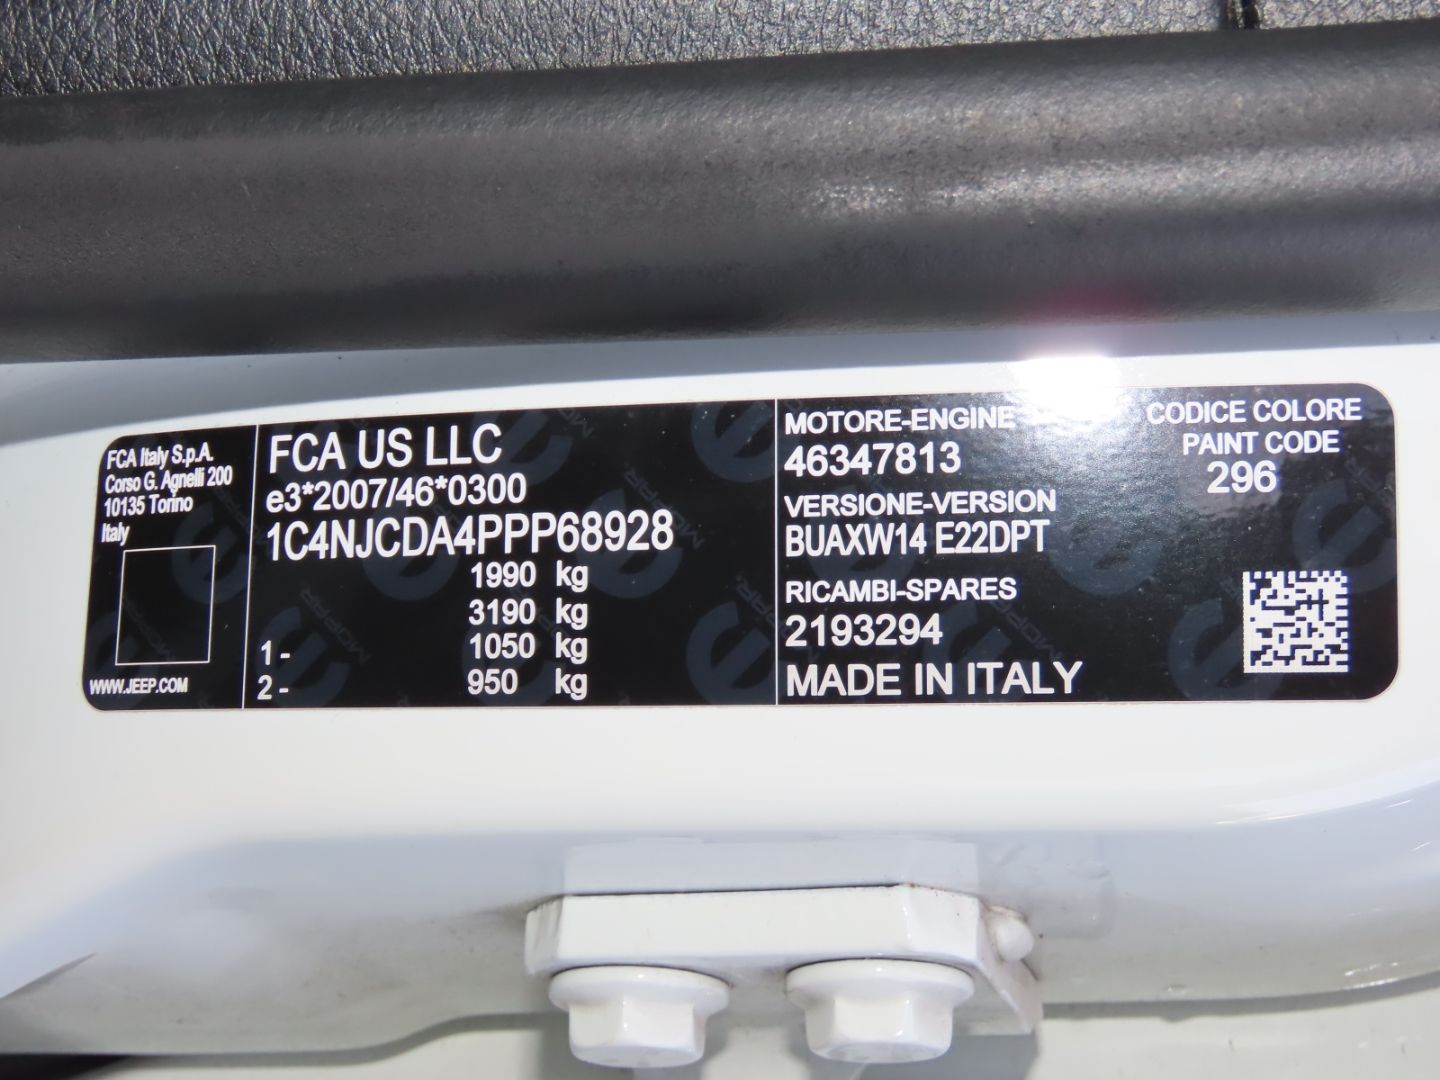 FCA Italy S.p.A.
Corso G. Agnelli 200
10135 Torino
Italy
WWW.JEEP.COM
FCA US LLC
e3*2007/46*0300
1C4NJCDA4PPP68928
1990 kg
3190 kg
1- 1050 kg
2- 950 kg
MOTORE-ENGINE
46347813
VERSIONE-VERSION
BUAXW14 E22DPT
RICAMBI-SPARES
2193294
MADE IN ITALY
CODICE COLORE
PAINT CODE
296
MOPAR